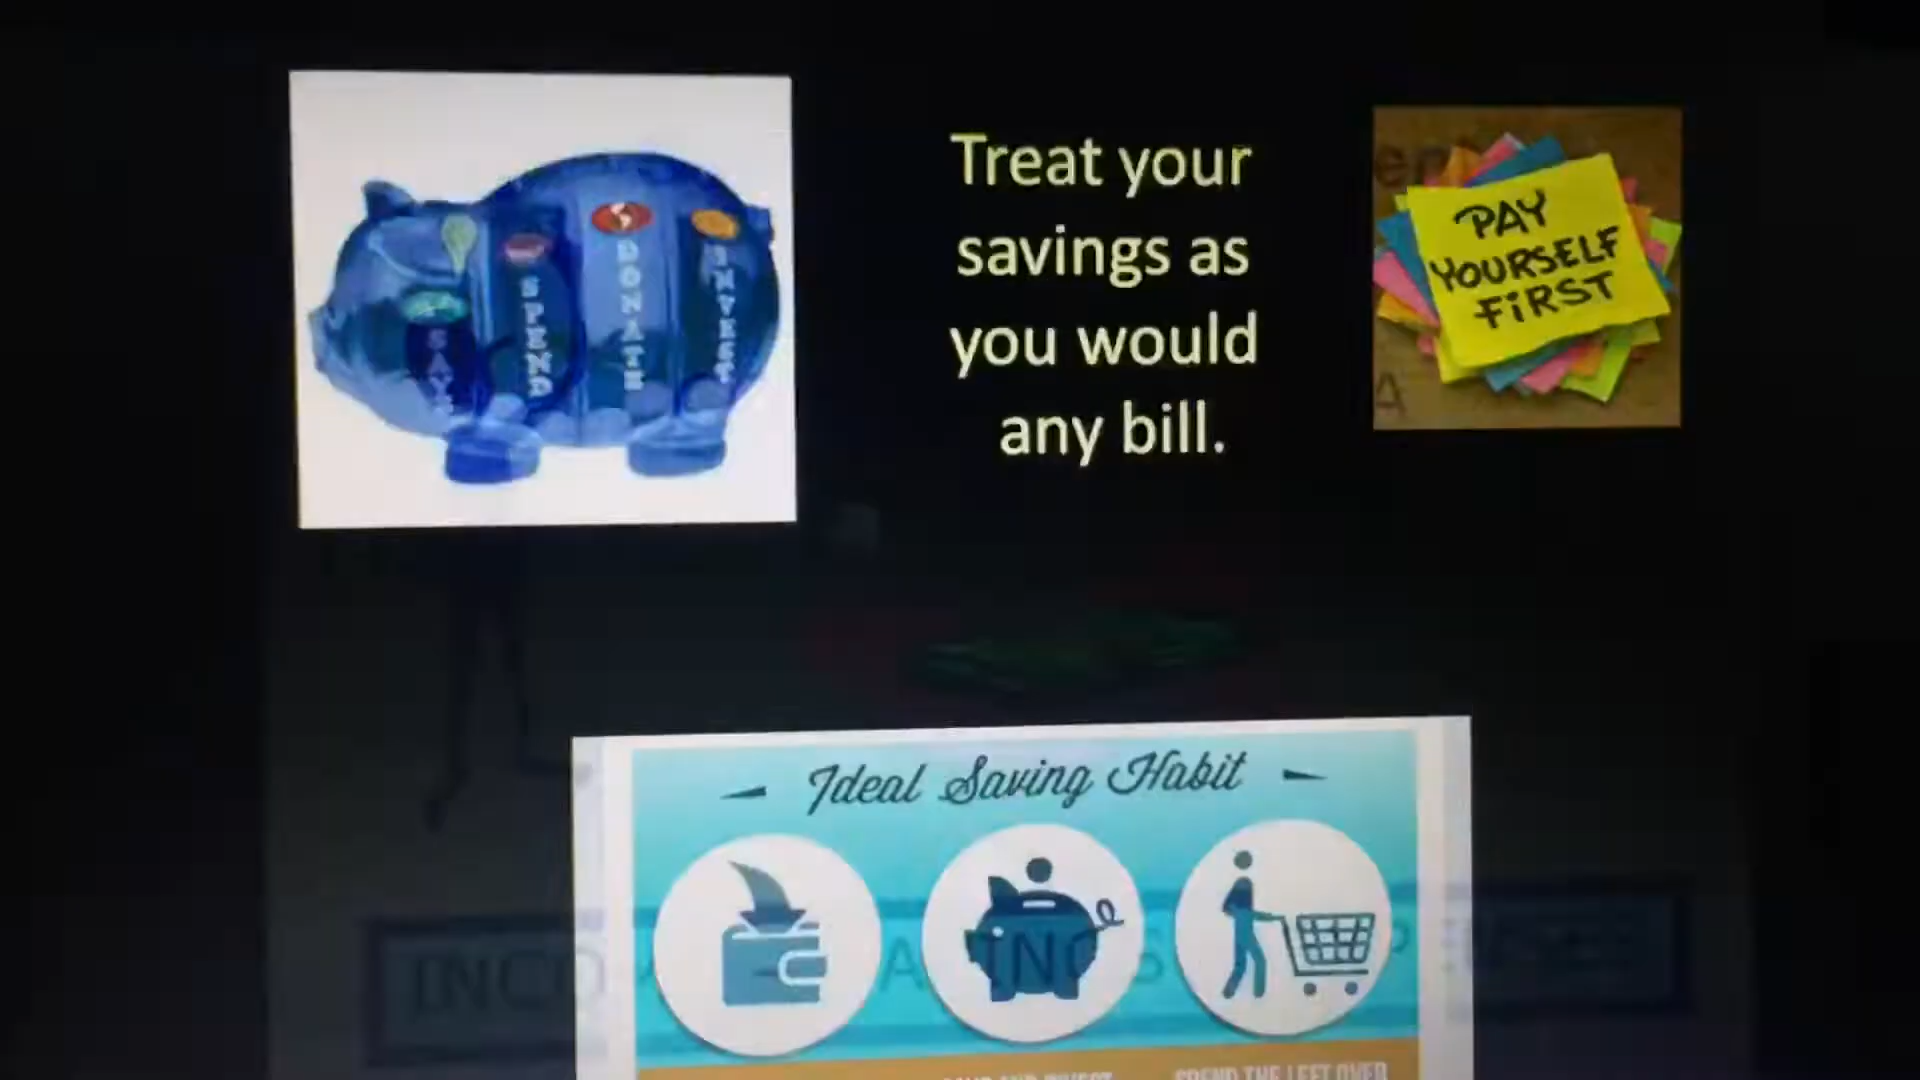 SAVE
SPEND
DONATE
INVEST
Treat your
savings as
you would
any bill.
PAY
YOURSELF
FIRST
Ideal Saving Habit
SPEND THE LEFT OVER